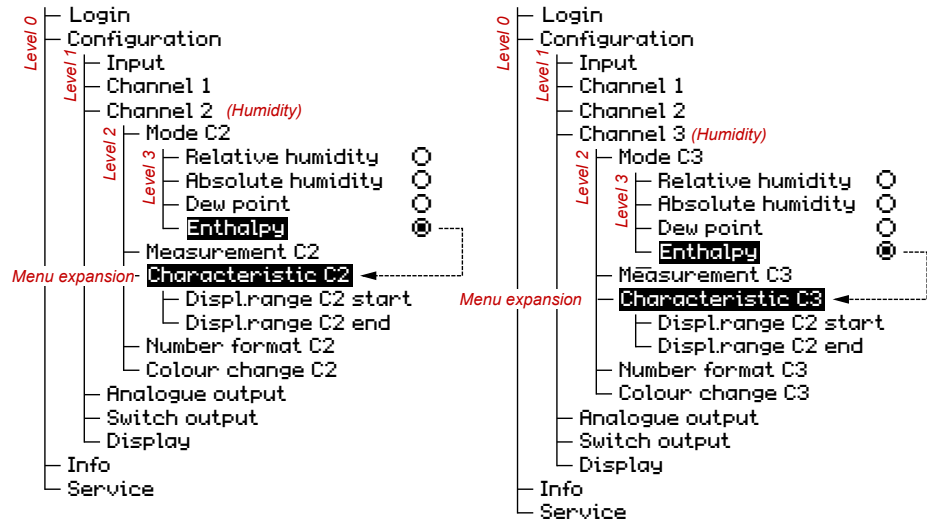 Level 0
Login
Configuration
Level 1
Input
Channel 1
Channel 2 (Humidity)
Level 2
Mode C2
Level 3
Relative humidity
Absolute humidity
Dew point
Enthalpy
Measurement C2
Menu expansion Characteristic C2
Displ.range C2 start
Displ.range C2 end
Number format C2
Colour change C2
Analogue output
Switch output
Display
Info
Service
Level 0
Login
Configuration
Level 1
Input
Channel 1
Channel 2
Channel 3 (Humidity)
Level 2
Mode C3
Level 3
Relative humidity
Absolute humidity
Dew point
Enthalpy
Measurement C3
Menu expansion Characteristic C3
Displ.range C2 start
Displ.range C2 end
Number format C3
Colour change C3
Analogue output
Switch output
Display
Info
Service